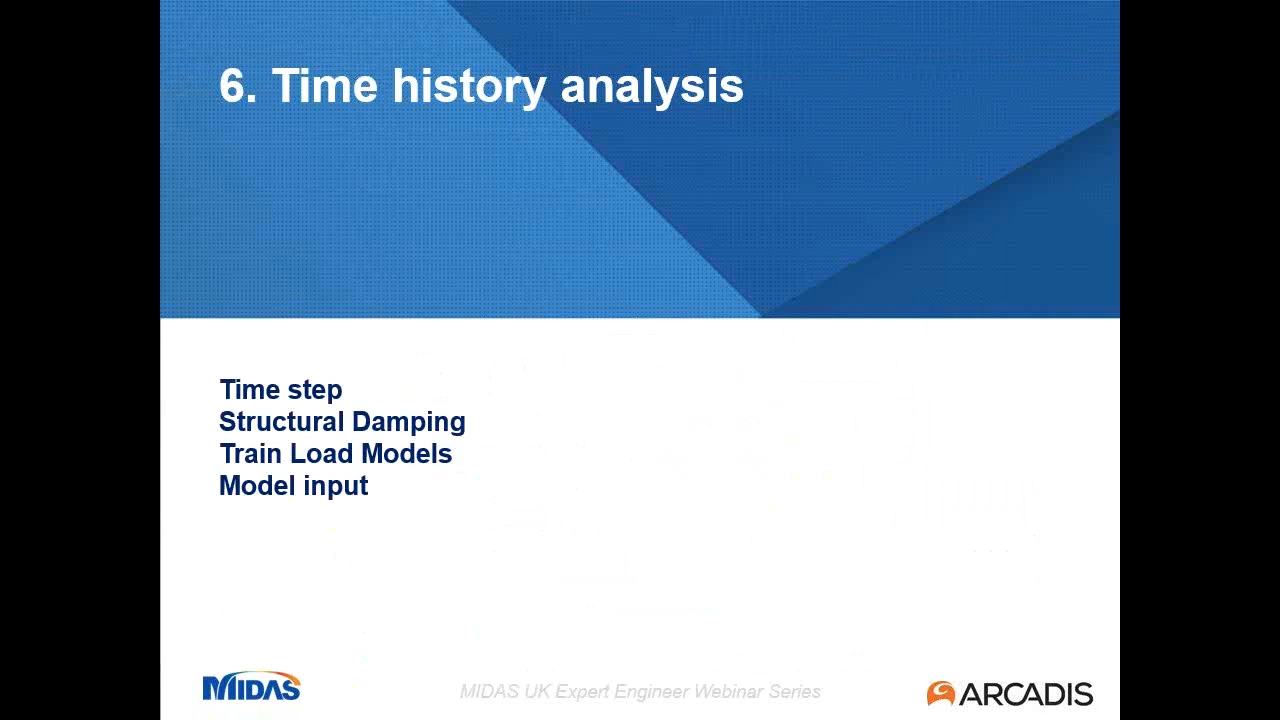 6. Time history analysis
Time step
Structural Damping
Train Load Models
Model input
MIDAS
MIDAS UK Expert Engineer Webinar Series
ARCADIS